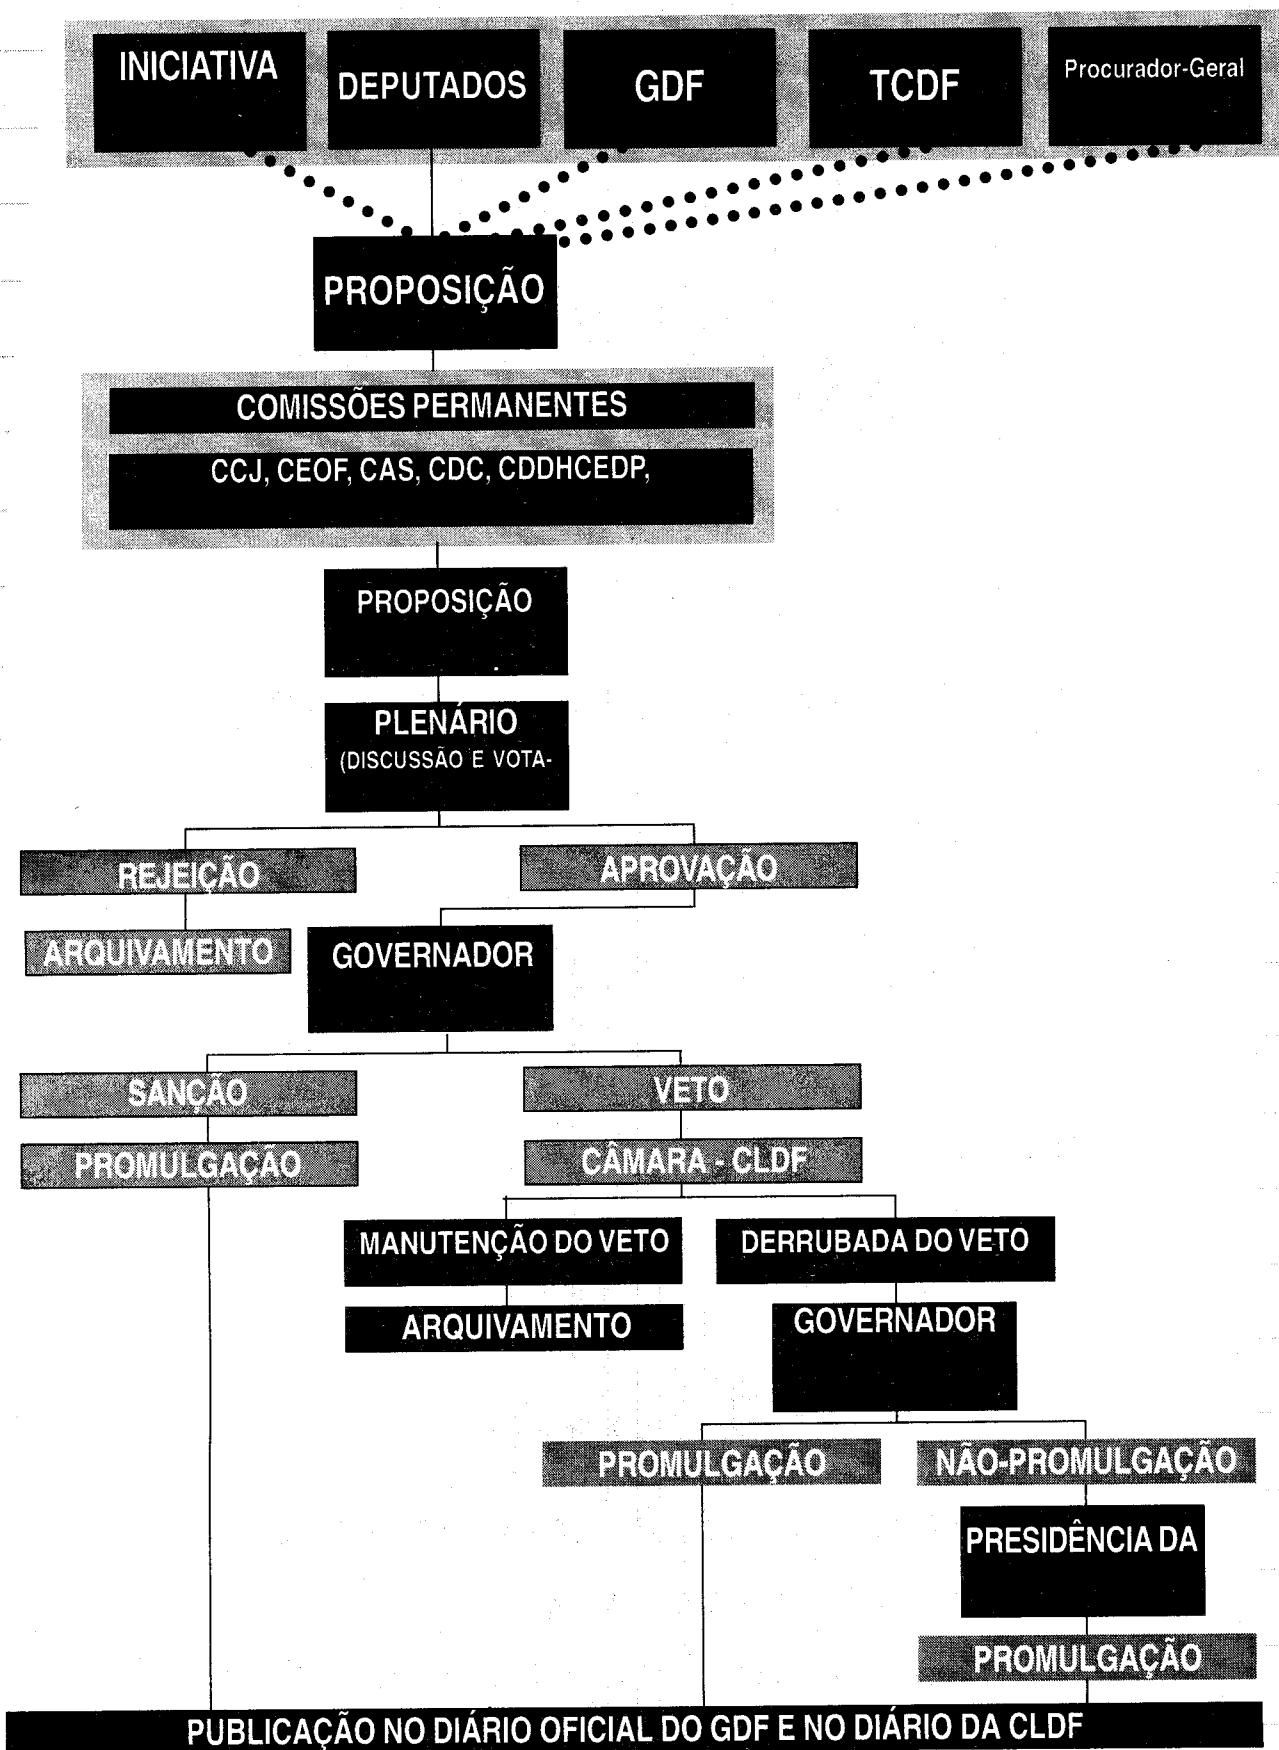 INICIATIVA
DEPUTADOS
GDF
TCDF
Procurador-Geral
PROPOSIÇÃO
COMISSÕES PERMANENTES
CCJ, CEOF, CAS, CDC, CDDHCEDP,
PROPOSIÇÃO
PLENÁRIO
(DISCUSSÃO E VOTA-
REJEIÇÃO
APROVAÇÃO
ARQUIVAMENTO
GOVERNADOR
SANÇÃO
VETO
PROMULGAÇÃO
CÂMARA - CLDF
MANUTENÇÃO DO VETO
DERRUBADA DO VETO
ARQUIVAMENTO
GOVERNADOR
PROMULGAÇÃO
NÃO-PROMULGAÇÃO
PRESIDÊNCIA DA
PROMULGAÇÃO
PUBLICAÇÃO NO DIÁRIO OFICIAL DO GDF E NO DIÁRIO DA CLDF